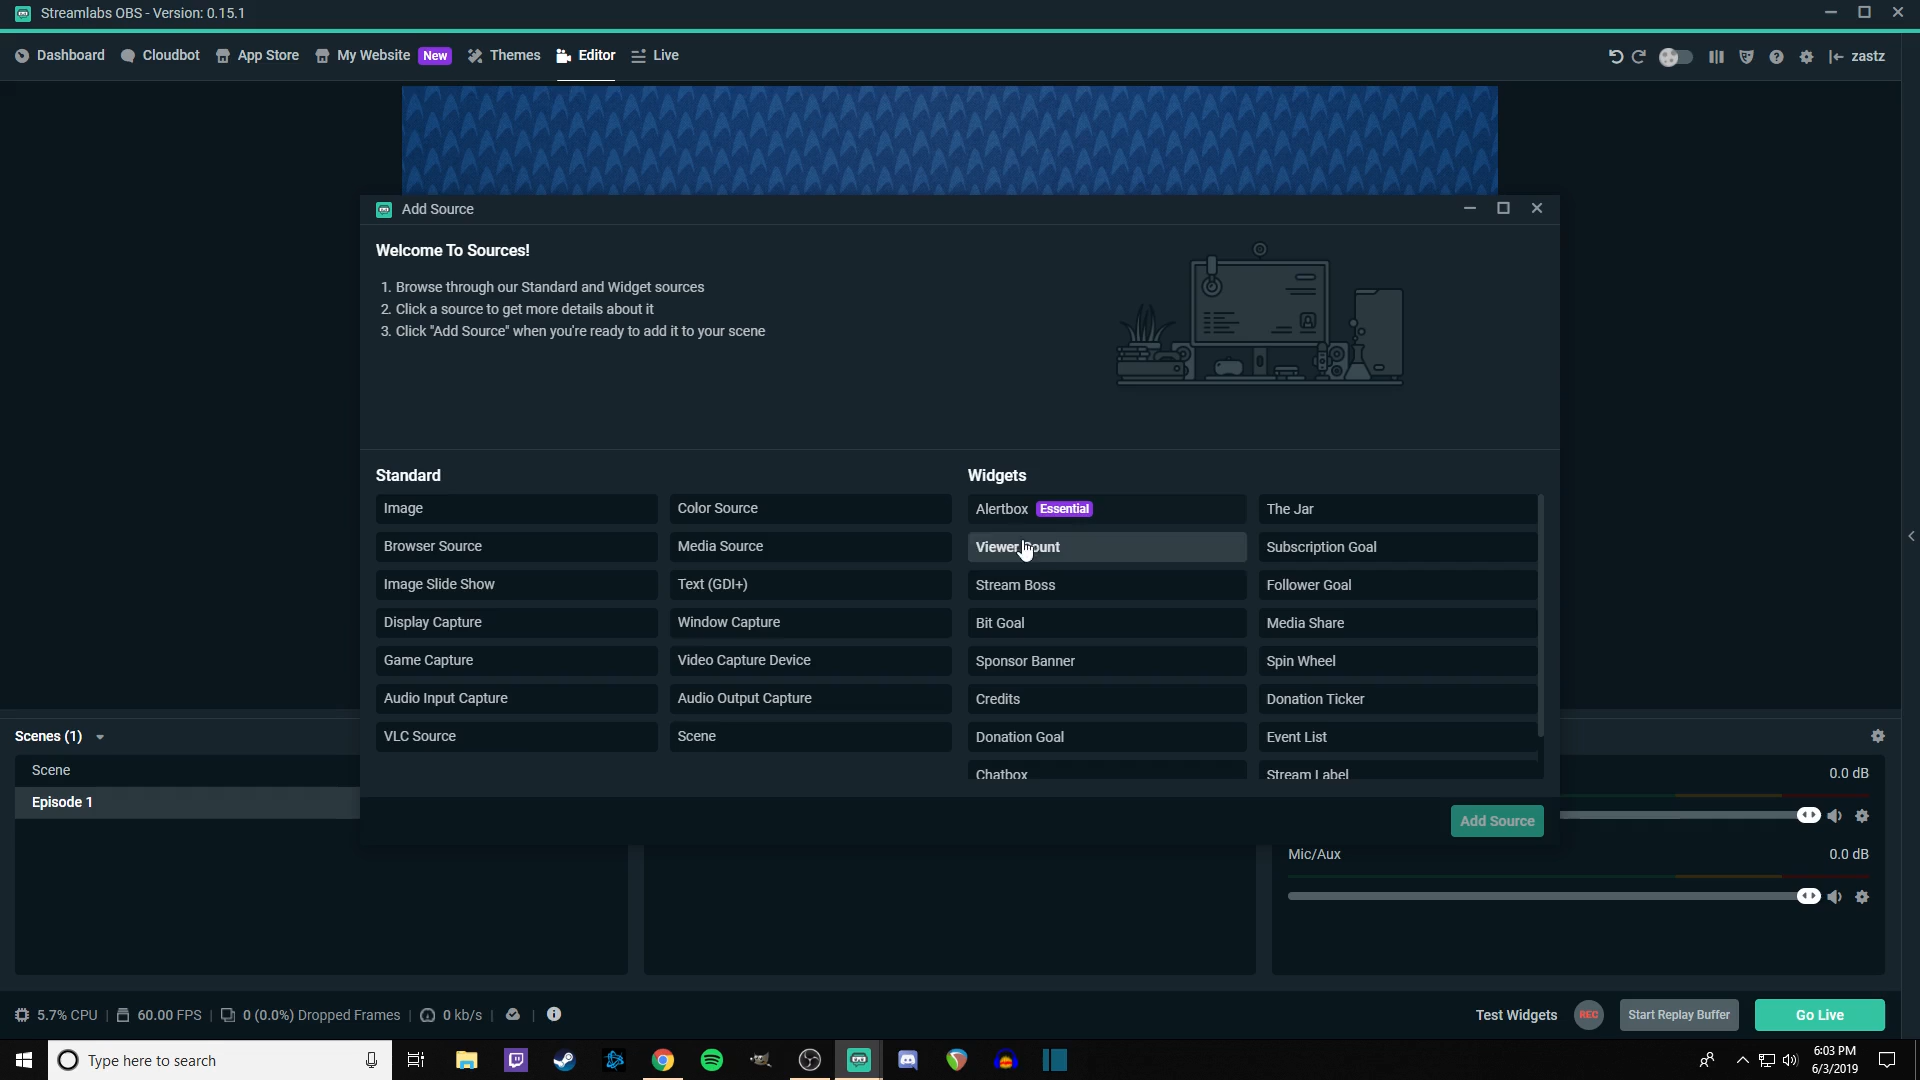 Streamlabs OBS - Version: 0.15.1
Dashboard Cloudbot App Store My Website New Themes Editor Live zastz
Add Source
Welcome To Sources!
1. Browse through our Standard and Widget sources
2. Click a source to get more details about it
3. Click "Add Source" when you're ready to add it to your scene
Standard
Widgets
Image Color Source Alertbox Essential The Jar
Browser Source Media Source Viewer Count Subscription Goal
Image Slide Show Text (GDI+) Stream Boss Follower Goal
Display Capture Window Capture Bit Goal Media Share
Game Capture Video Capture Device Sponsor Banner Spin Wheel
Audio Input Capture Audio Output Capture Credits Donation Ticker
VLC Source Scene Donation Goal Event List
Chatbox Stream Label
Scenes (1)
Scene
Episode 1
Add Source
0.0 dB
Mic/Aux 0.0 dB
5.7% CPU 60.00 FPS 0 (0.0%) Dropped Frames 0 kb/s
Test Widgets REC Start Replay Buffer Go Live
Type here to search
6:03 PM
6/3/2019